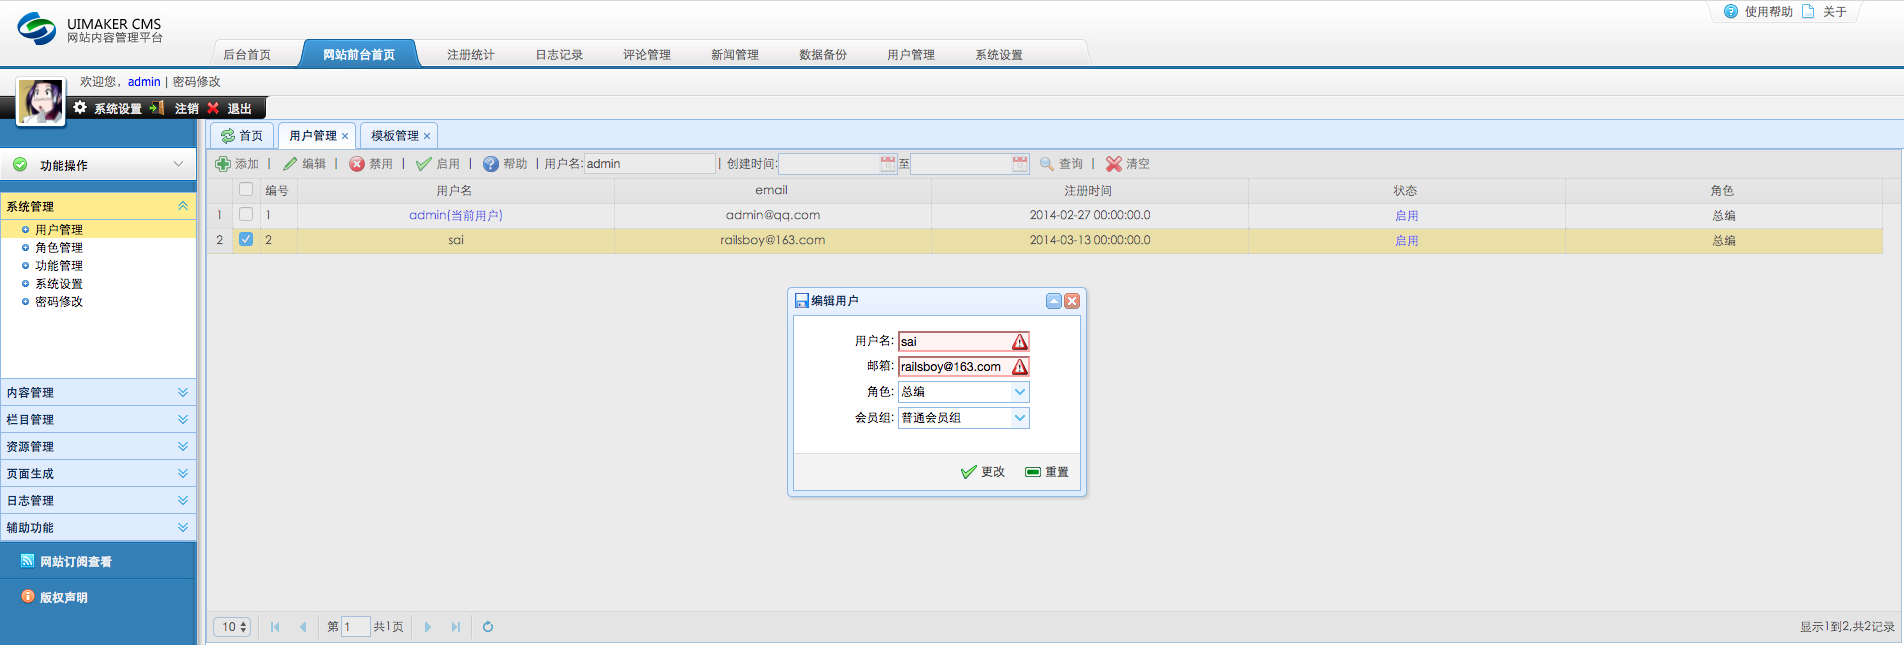 UIMAKER CMS
网站内容管理平台
使用帮助 关于
后台首页 网站前台首页 注册统计 日志记录 评论管理 新闻管理 数据备份 用户管理 系统设置
欢迎您，admin | 密码修改
系统设置 注销 退出
首页 用户管理 模板管理
功能操作
添加 | 编辑 | 禁用 | 启用 | 帮助 | 用户名: admin | 创建时间: 至 查询 | 清空
编号 用户名 email 注册时间 状态 角色
1 1 admin(当前用户) admin@qq.com 2014-02-27 00:00:00.0 启用 总编
2 2 sai railsboy@163.com 2014-03-13 00:00:00.0 启用 总编
系统管理
用户管理
角色管理
功能管理
系统设置
密码修改
内容管理
栏目管理
资源管理
页面生成
日志管理
辅助功能
网站订阅查看
版权声明
编辑用户
用户名: sai
邮箱: railsboy@163.com
角色: 总编
会员组: 普通会员组
更改 重置
10 第 1 共1页 显示1到2,共2记录